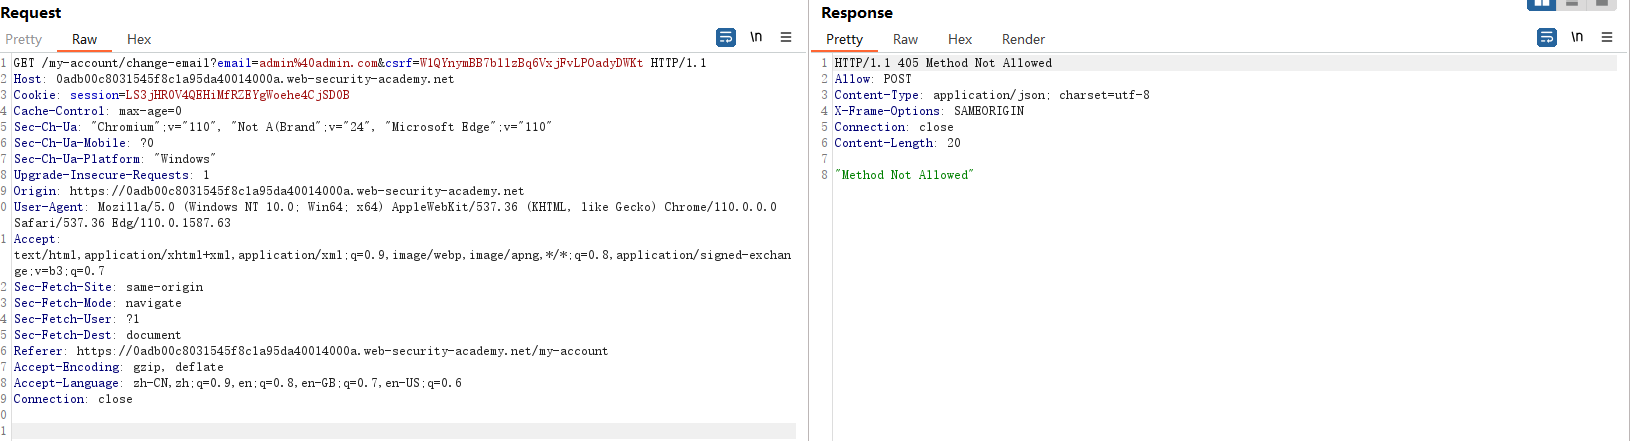 Request
Pretty Raw Hex
\n
1 GET /my-account/change-email?email=admin%40admin.com&csrf=W1QYnymBB7bllzBq6VxjFvLPOadyDWKt HTTP/1.1
2 Host: 0adb00c8031545f8c1a95da40014000a.web-security-academy.net
3 Cookie: session=LS3jHR0V4QEHiMfRZEYgWoehe4CjSD0B
4 Cache-Control: max-age=0
5 Sec-Ch-Ua: "Chromium";v="110", "Not A(Brand";v="24", "Microsoft Edge";v="110"
6 Sec-Ch-Ua-Mobile: ?0
7 Sec-Ch-Ua-Platform: "Windows"
8 Upgrade-Insecure-Requests: 1
9 Origin: https://0adb00c8031545f8c1a95da40014000a.web-security-academy.net
0 User-Agent: Mozilla/5.0 (Windows NT 10.0; Win64; x64) AppleWebKit/537.36 (KHTML, like Gecko) Chrome/110.0.0.0
Safari/537.36 Edg/110.0.1587.63
1 Accept:
text/html,application/xhtml+xml,application/xml;q=0.9,image/webp,image/apng,*/*;q=0.8,application/signed-exchan
ge;v=b3;q=0.7
2 Sec-Fetch-Site: same-origin
3 Sec-Fetch-Mode: navigate
4 Sec-Fetch-User: ?1
5 Sec-Fetch-Dest: document
6 Referer: https://0adb00c8031545f8c1a95da40014000a.web-security-academy.net/my-account
7 Accept-Encoding: gzip, deflate
8 Accept-Language: zh-CN,zh;q=0.9,en;q=0.8,en-GB;q=0.7,en-US;q=0.6
9 Connection: close
0
1
Response
Pretty Raw Hex Render
\n
1 HTTP/1.1 405 Method Not Allowed
2 Allow: POST
3 Content-Type: application/json; charset=utf-8
4 X-Frame-Options: SAMEORIGIN
5 Connection: close
6 Content-Length: 20
7
8 "Method Not Allowed"